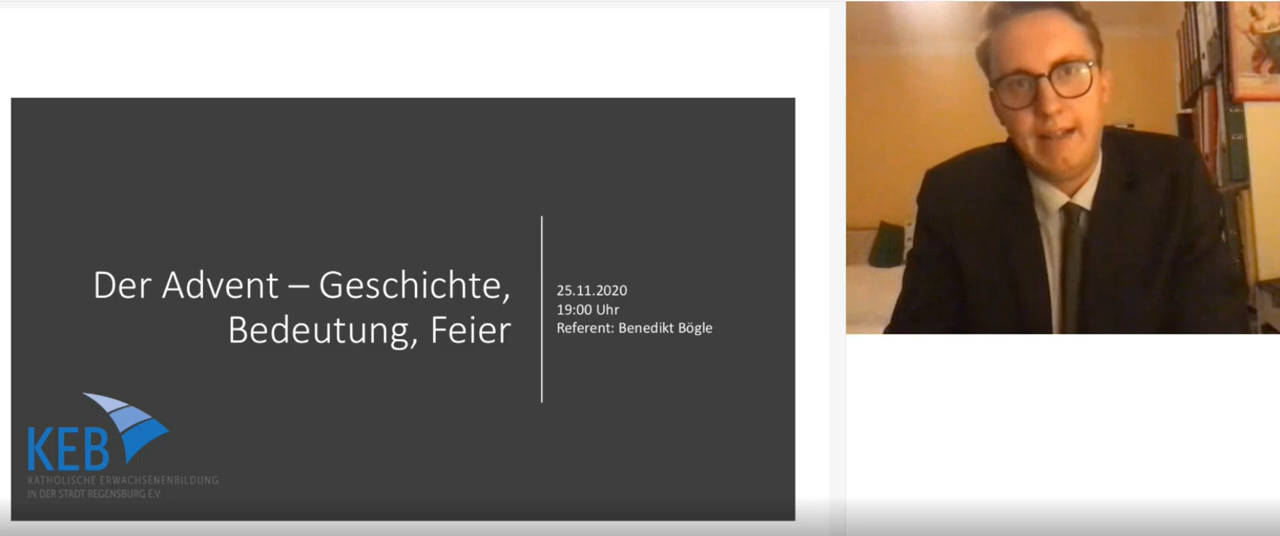 Der Advent – Geschichte,
Bedeutung, Feier
25.11.2020
19:00 Uhr
Referent: Benedikt Bögle
KEB
KATHOLISCHE ERWACHSENENBILDUNG
IN DER STADT REGENSBURG E.V.